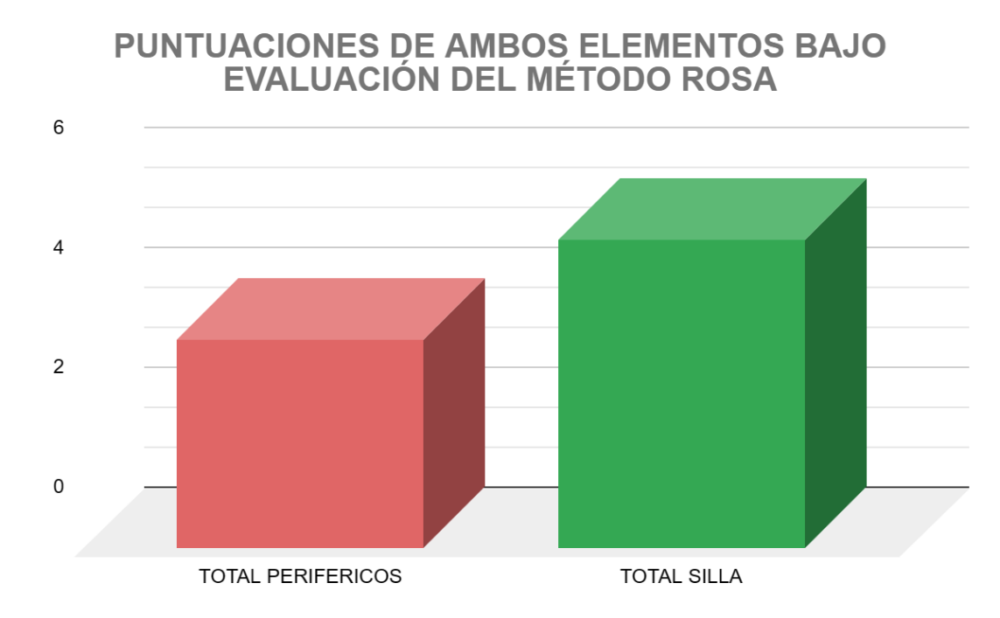 PUNTUACIONES DE AMBOS ELEMENTOS BAJO
EVALUACIÓN DEL MÉTODO ROSA
6
4
2
0
TOTAL PERIFERICOS
TOTAL SILLA